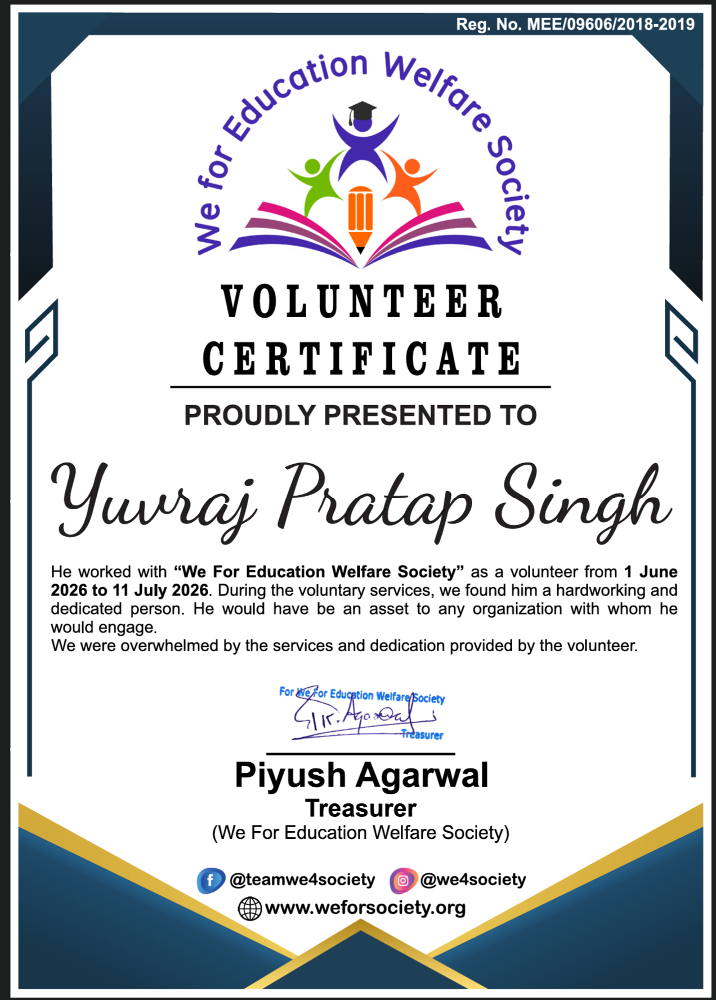 Reg. No. MEE/09606/2018-2019
We for Education Welfare Society
VOLUNTEER
CERTIFICATE
PROUDLY PRESENTED TO
Yuvraj Pratap Singh
He worked with “We For Education Welfare Society” as a volunteer from 1 June
2026 to 11 July 2026. During the voluntary services, we found him a hardworking and
dedicated person. He would have be an asset to any organization with whom he
would engage.
We were overwhelmed by the services and dedication provided by the volunteer.
For We For Education Welfare Society
Agarwal
Treasurer
Piyush Agarwal
Treasurer
(We For Education Welfare Society)
@teamwe4society @we4society
www.weforsociety.org